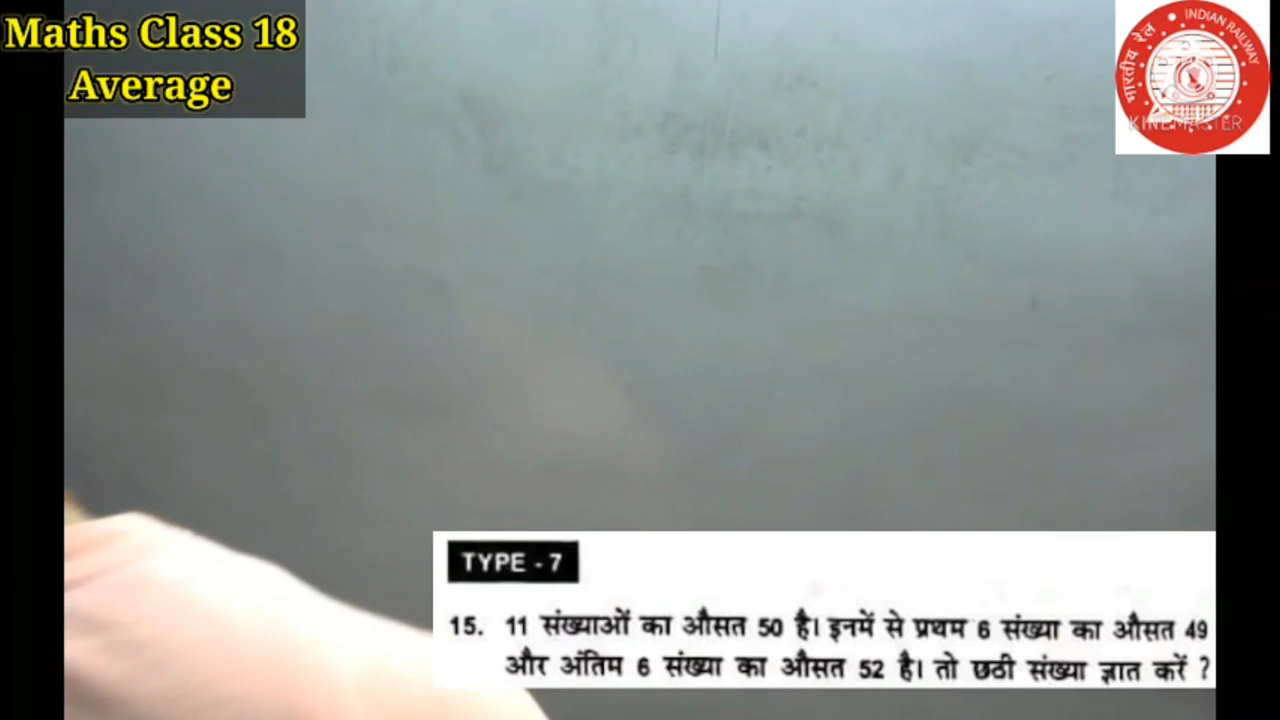 Maths Class 18
Average
भारतीय रेल
INDIAN RAILWAY
KINEMASTER
TYPE - 7
15. 11 संख्याओं का औसत 50 है। इनमें से प्रथम 6 संख्या का औसत 49
और अंतिम 6 संख्या का औसत 52 है। तो छठी संख्या ज्ञात करें ?